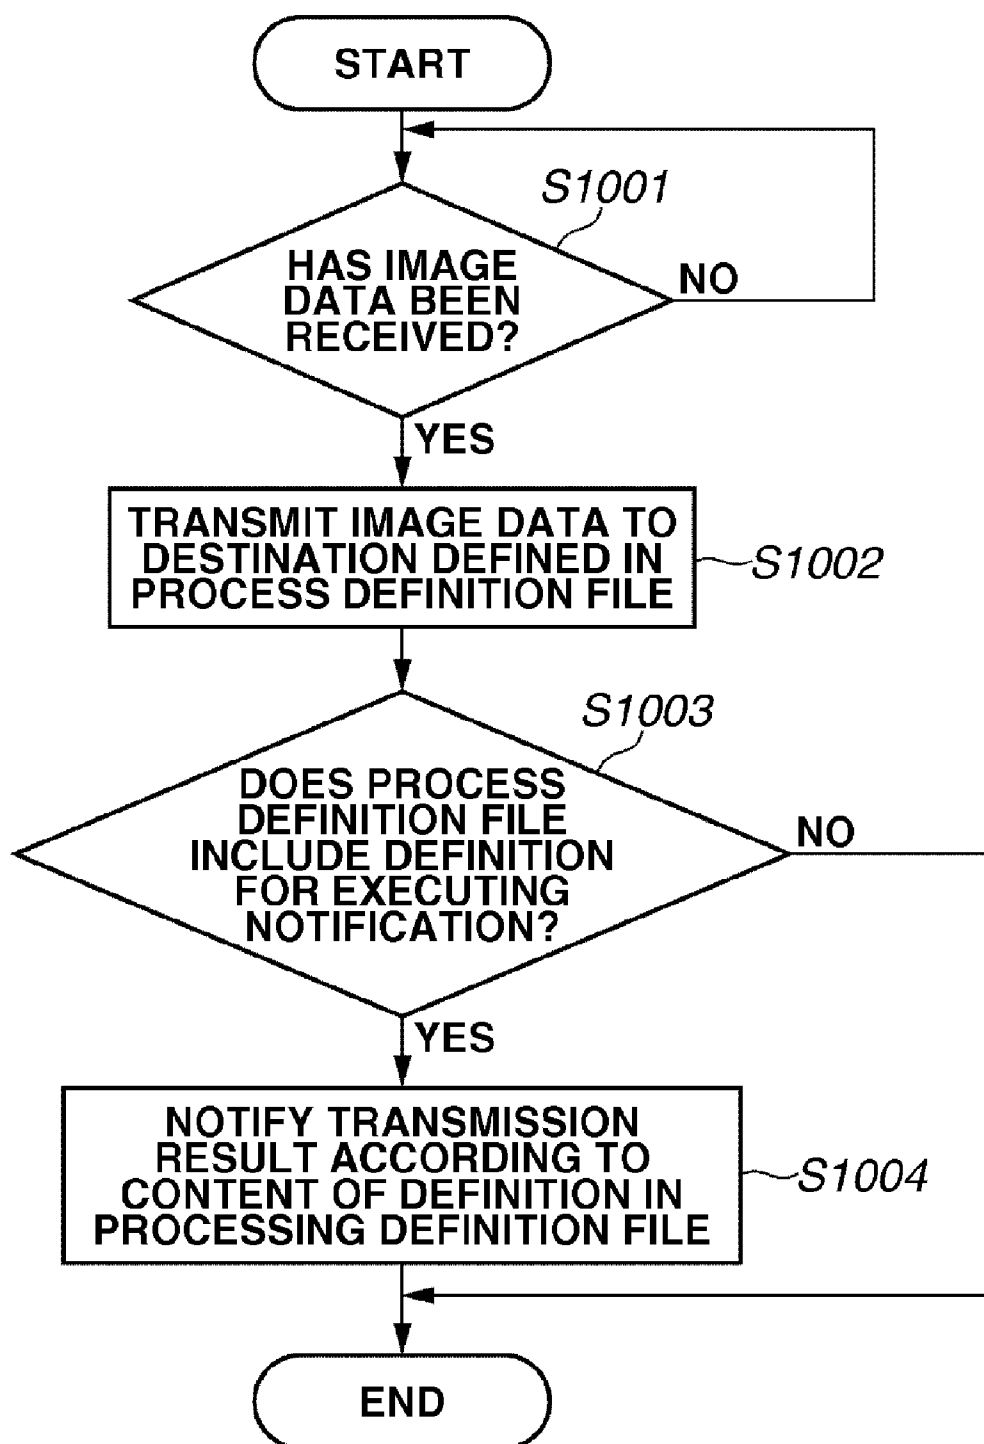 START
S1001
HAS IMAGE
DATA BEEN
RECEIVED?
NO
YES
TRANSMIT IMAGE DATA TO
DESTINATION DEFINED IN
PROCESS DEFINITION FILE
S1002
S1003
DOES PROCESS
DEFINITION FILE
INCLUDE DEFINITION
FOR EXECUTING
NOTIFICATION?
NO
YES
NOTIFY TRANSMISSION
RESULT ACCORDING TO
CONTENT OF DEFINITION IN
PROCESSING DEFINITION FILE
S1004
END